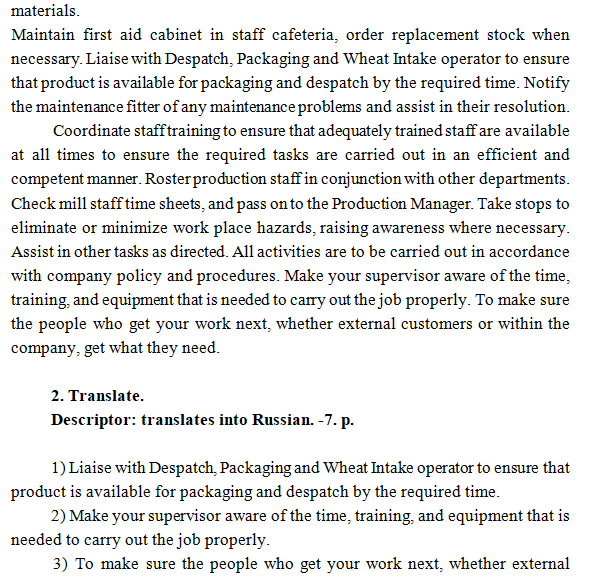 materials.
Maintain first aid cabinet in staff cafeteria, order replacement stock when
necessary. Liaise with Despatch, Packaging and Wheat Intake operator to ensure
that product is available for packaging and despatch by the required time. Notify
the maintenance fitter of any maintenance problems and assist in their resolution.
Coordinate staff training to ensure that adequately trained staff are available
at all times to ensure the required tasks are carried out in an efficient and
competent manner. Roster production staff in conjunction with other departments.
Check mill staff time sheets, and pass on to the Production Manager. Take stops to
eliminate or minimize work place hazards, raising awareness where necessary.
Assist in other tasks as directed. All activities are to be carried out in accordance
with company policy and procedures. Make your supervisor aware of the time,
training, and equipment that is needed to carry out the job properly. To make sure
the people who get your work next, whether external customers or within the
company, get what they need.
2. Translate.
Descriptor: translates into Russian. -7. p.
1) Liaise with Despatch, Packaging and Wheat Intake operator to ensure that
product is available for packaging and despatch by the required time.
2) Make your supervisor aware of the time, training, and equipment that is
needed to carry out the job properly.
3) To make sure the people who get your work next, whether external